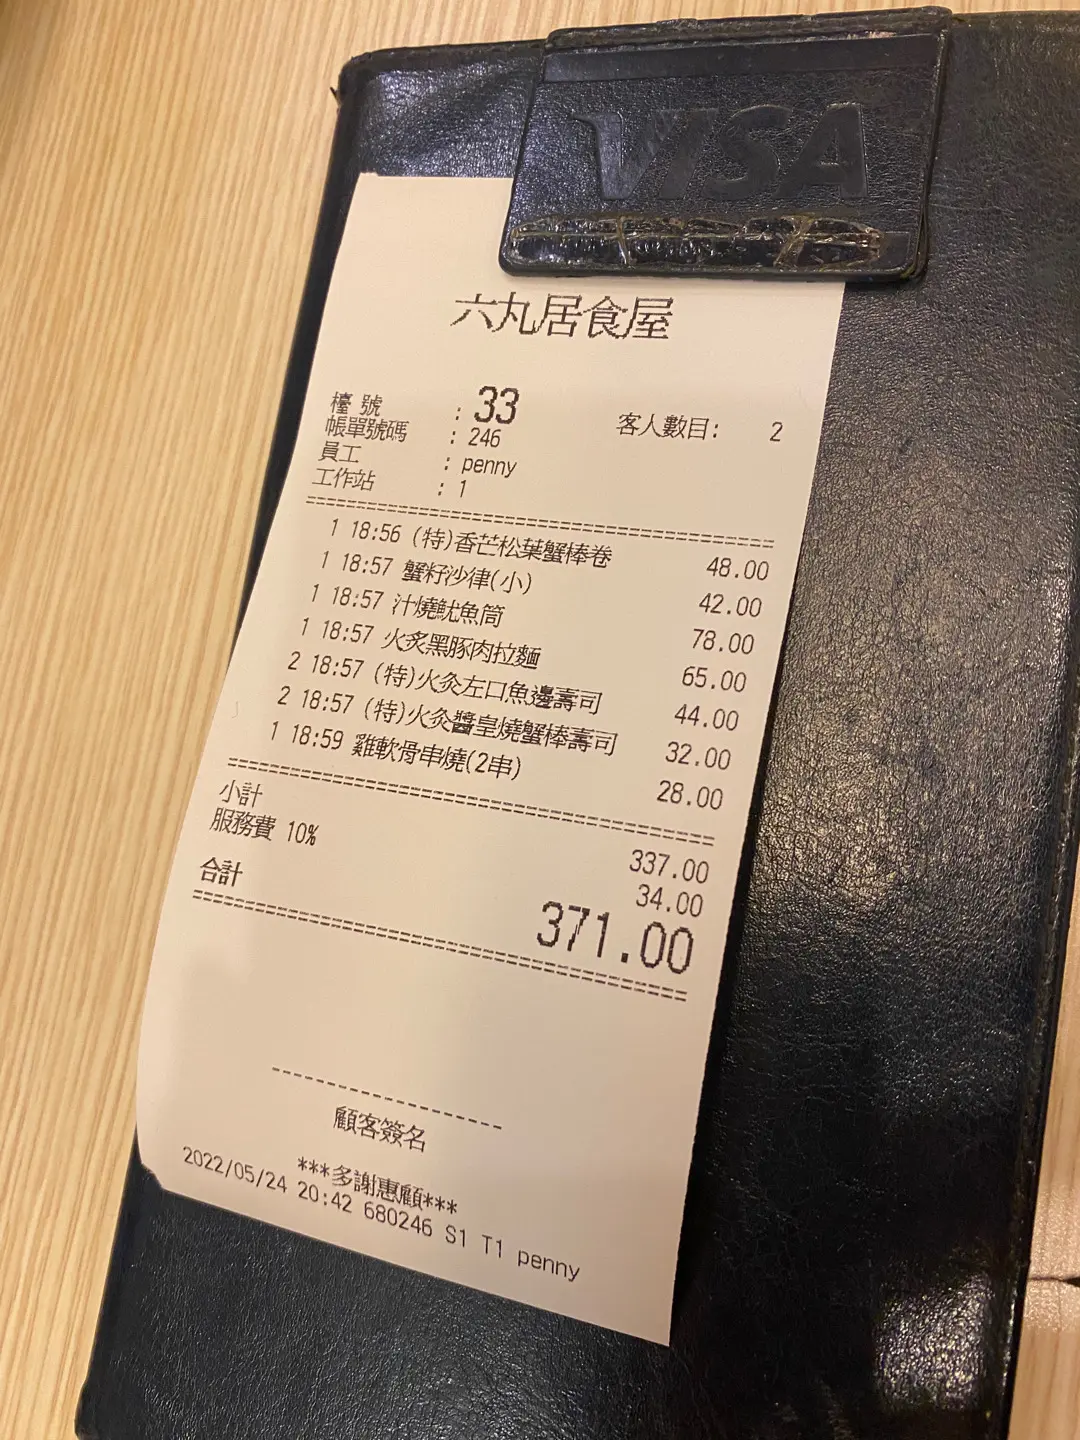 VISA
六丸居食屋
檯 號 : 33 客人數目: 2
帳單號碼 : 246
員工 : penny
工作站 : 1
1 18:56 (特)香芒松葉蟹棒卷 48.00
1 18:57 蟹籽沙律(小) 42.00
1 18:57 汁燒魷魚筒 78.00
1 18:57 火炙黑豚肉拉麵 65.00
2 18:57 (特)火灸左口魚邊壽司 44.00
2 18:57 (特)火灸醬皇燒蟹棒壽司 32.00
1 18:59 雞軟骨串燒(2串) 28.00
小計 337.00
服務費 10% 34.00
合計 371.00
顧客簽名
***多謝惠顧***
2022/05/24 20:42 680246 S1 T1 penny